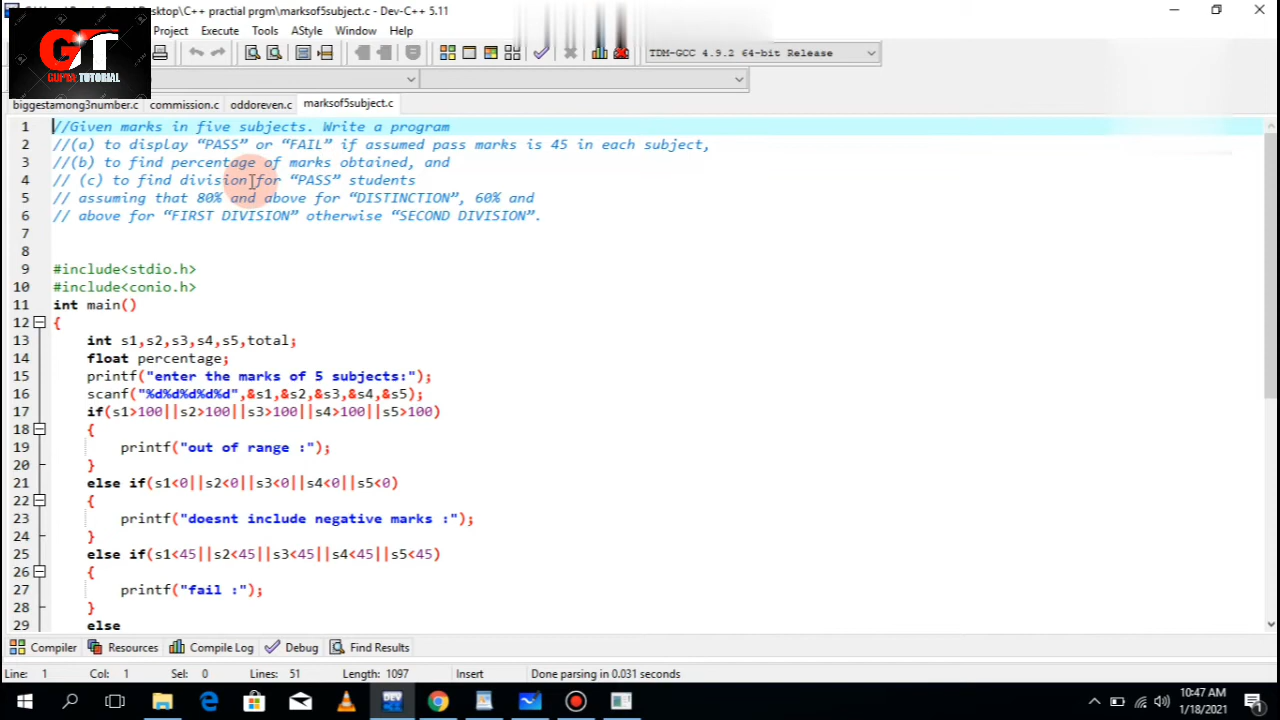 Desktop\C++ practial prgm\marksof5subject.c - Dev-C++ 5.11
GT
GUPTA TUTORIAL
Project Execute Tools AStyle Window Help
TDM-GCC 4.9.2 64-bit Release
biggestamong3number.c commission.c oddoreven.c marksof5subject.c
1 //Given marks in five subjects. Write a program
2 //(a) to display “PASS” or “FAIL” if assumed pass marks is 45 in each subject,
3 //(b) to find percentage of marks obtained, and
4 // (c) to find division for “PASS” students
5 // assuming that 80% and above for “DISTINCTION”, 60% and
6 // above for “FIRST DIVISION” otherwise “SECOND DIVISION”.
7
8
9 #include<stdio.h>
10 #include<conio.h>
11 int main()
12 {
13 int s1,s2,s3,s4,s5,total;
14 float percentage;
15 printf("enter the marks of 5 subjects:");
16 scanf("%d%d%d%d%d",&s1,&s2,&s3,&s4,&s5);
17 if(s1>100||s2>100||s3>100||s4>100||s5>100)
18 {
19 printf("out of range :");
20 }
21 else if(s1<0||s2<0||s3<0||s4<0||s5<0)
22 {
23 printf("doesnt include negative marks :");
24 }
25 else if(s1<45||s2<45||s3<45||s4<45||s5<45)
26 {
27 printf("fail :");
28 }
29 else
Compiler Resources Compile Log Debug Find Results
Line: 1 Col: 1 Sel: 0 Lines: 51 Length: 1097 Insert Done parsing in 0.031 seconds
DEV
10:47 AM
1/18/2021
1